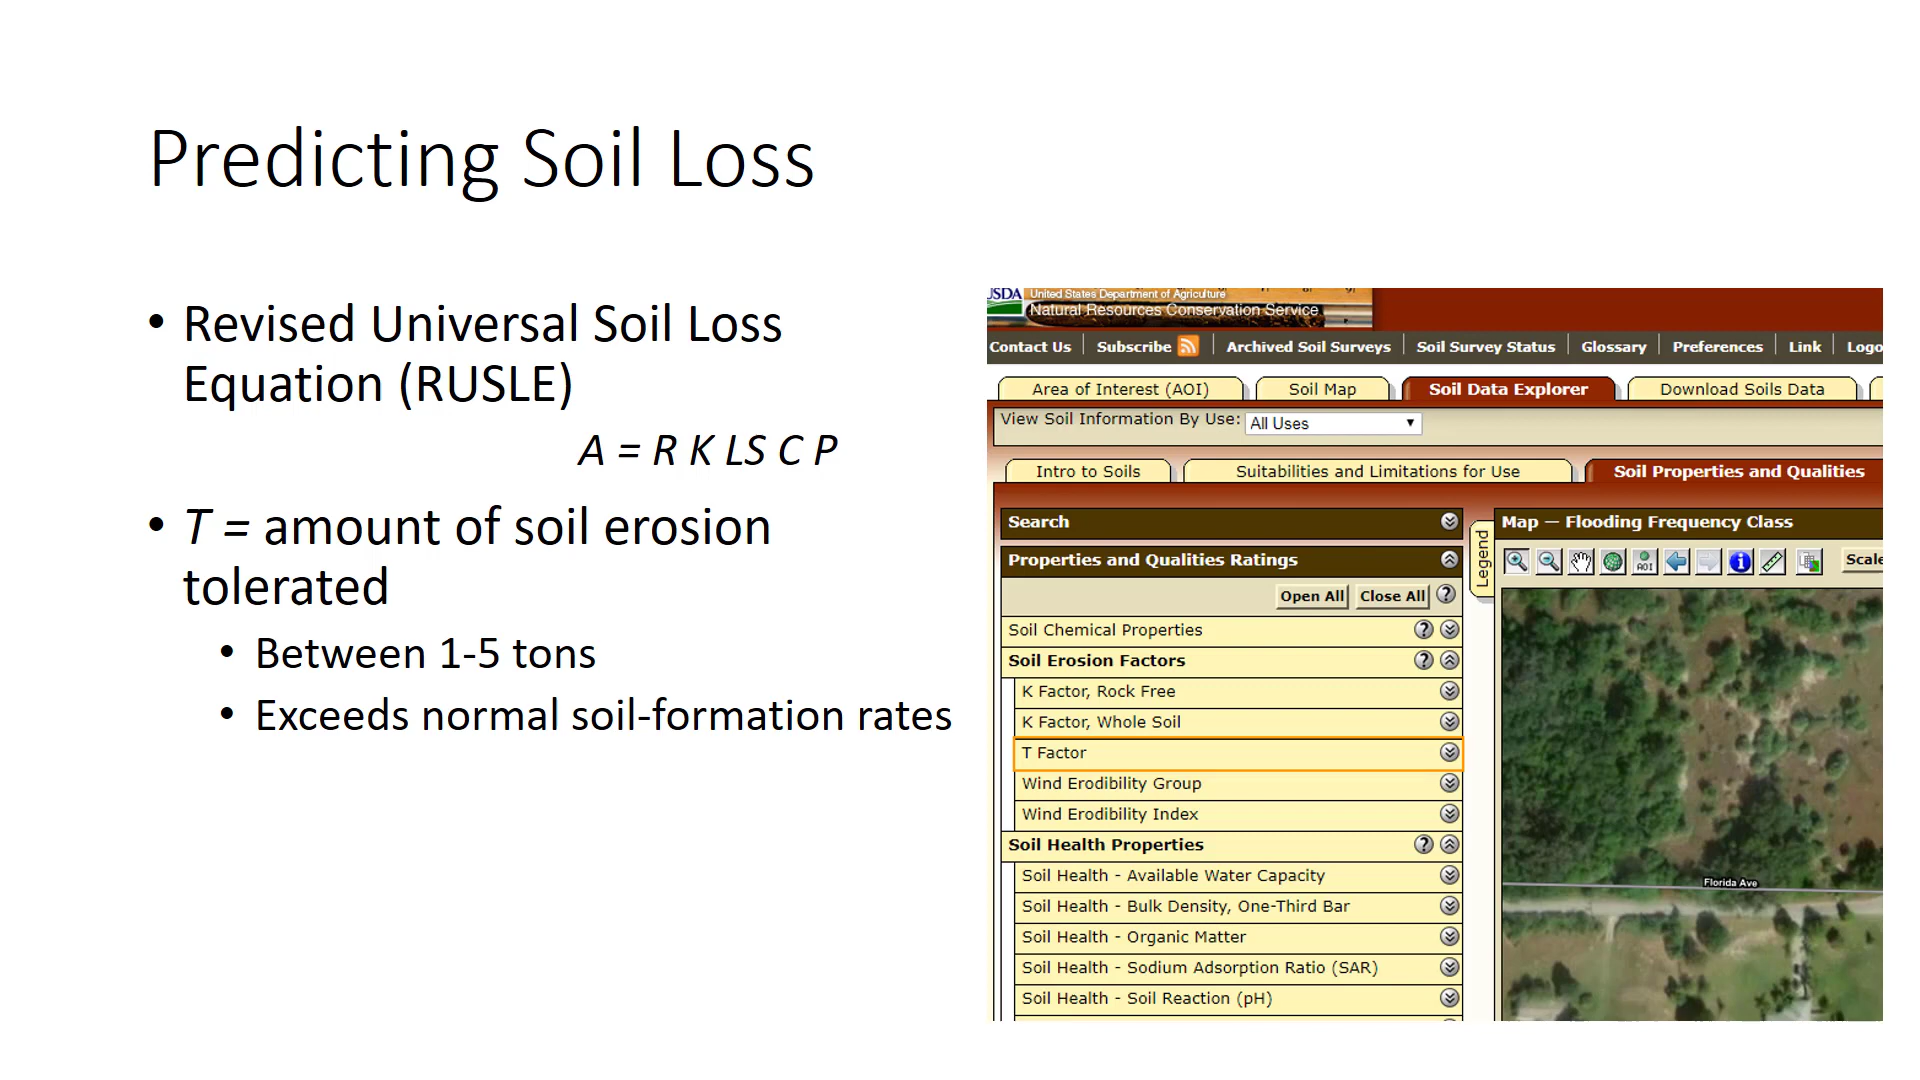 Predicting Soil Loss
• Revised Universal Soil Loss
Equation (RUSLE)
A = R K LS C P
• T = amount of soil erosion
tolerated
• Between 1-5 tons
• Exceeds normal soil-formation rates
USDA United States Department of Agriculture
Natural Resources Conservation Service
Contact Us | Subscribe | Archived Soil Surveys | Soil Survey Status | Glossary | Preferences | Link | Logo
Area of Interest (AOI) Soil Map Soil Data Explorer Download Soils Data
View Soil Information By Use: All Uses
Intro to Soils Suitabilities and Limitations for Use Soil Properties and Qualities
Search
Properties and Qualities Ratings
Open All Close All ?
Soil Chemical Properties ?
Soil Erosion Factors ?
K Factor, Rock Free
K Factor, Whole Soil
T Factor
Wind Erodibility Group
Wind Erodibility Index
Soil Health Properties ?
Soil Health - Available Water Capacity
Soil Health - Bulk Density, One-Third Bar
Soil Health - Organic Matter
Soil Health - Sodium Adsorption Ratio (SAR)
Soil Health - Soil Reaction (pH)
Legend
Map — Flooding Frequency Class
AOI i Scale
Florida Ave